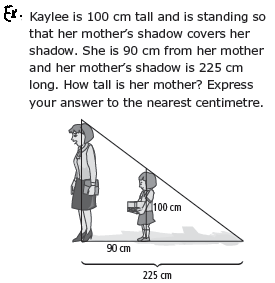 Ex. Kaylee is 100 cm tall and is standing so
that her mother's shadow covers her
shadow. She is 90 cm from her mother
and her mother's shadow is 225 cm
long. How tall is her mother? Express
your answer to the nearest centimetre.
100 cm
90 cm
225 cm